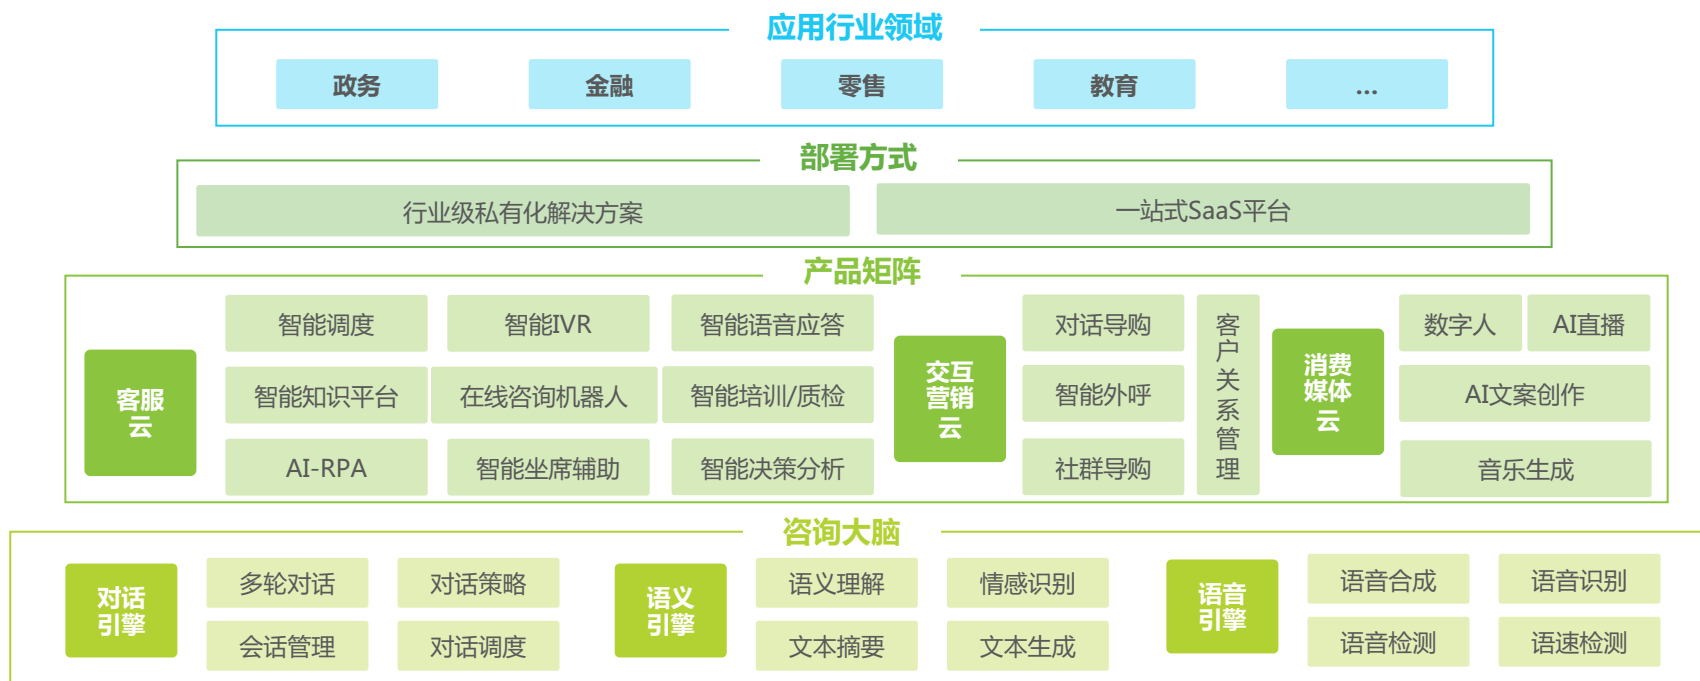 应用行业领域
政务
金融
零售
教育
...
部署方式
行业级私有化解决方案
一站式SaaS平台
产品矩阵
客服
云
智能调度
智能IVR
智能语音应答
智能知识平台
在线咨询机器人
智能培训/质检
AI-RPA
智能坐席辅助
智能决策分析
交互
营销
云
对话导购
智能外呼
社群导购
客户关系管理
消费
媒体
云
数字人
AI直播
AI文案创作
音乐生成
咨询大脑
对话
引擎
多轮对话
对话策略
会话管理
对话调度
语义
引擎
语义理解
情感识别
文本摘要
文本生成
语音
引擎
语音合成
语音识别
语音检测
语速检测